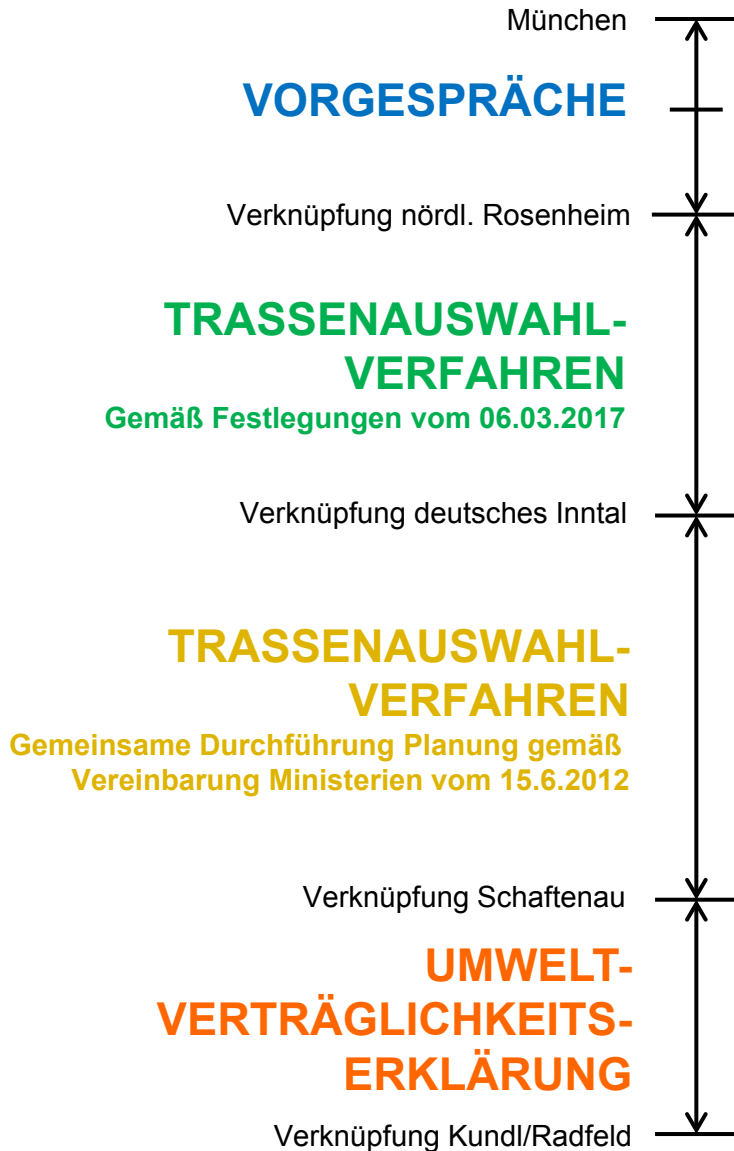 München
VORGESPRÄCHE
Verknüpfung nördl. Rosenheim
TRASSENAUSWAHL-
VERFAHREN
Gemäß Festlegungen vom 06.03.2017
Verknüpfung deutsches Inntal
TRASSENAUSWAHL-
VERFAHREN
Gemeinsame Durchführung Planung gemäß
Vereinbarung Ministerien vom 15.6.2012
Verknüpfung Schaftenau
UMWELT-
VERTRÄGLICHKEITS-
ERKLÄRUNG
Verknüpfung Kundl/Radfeld